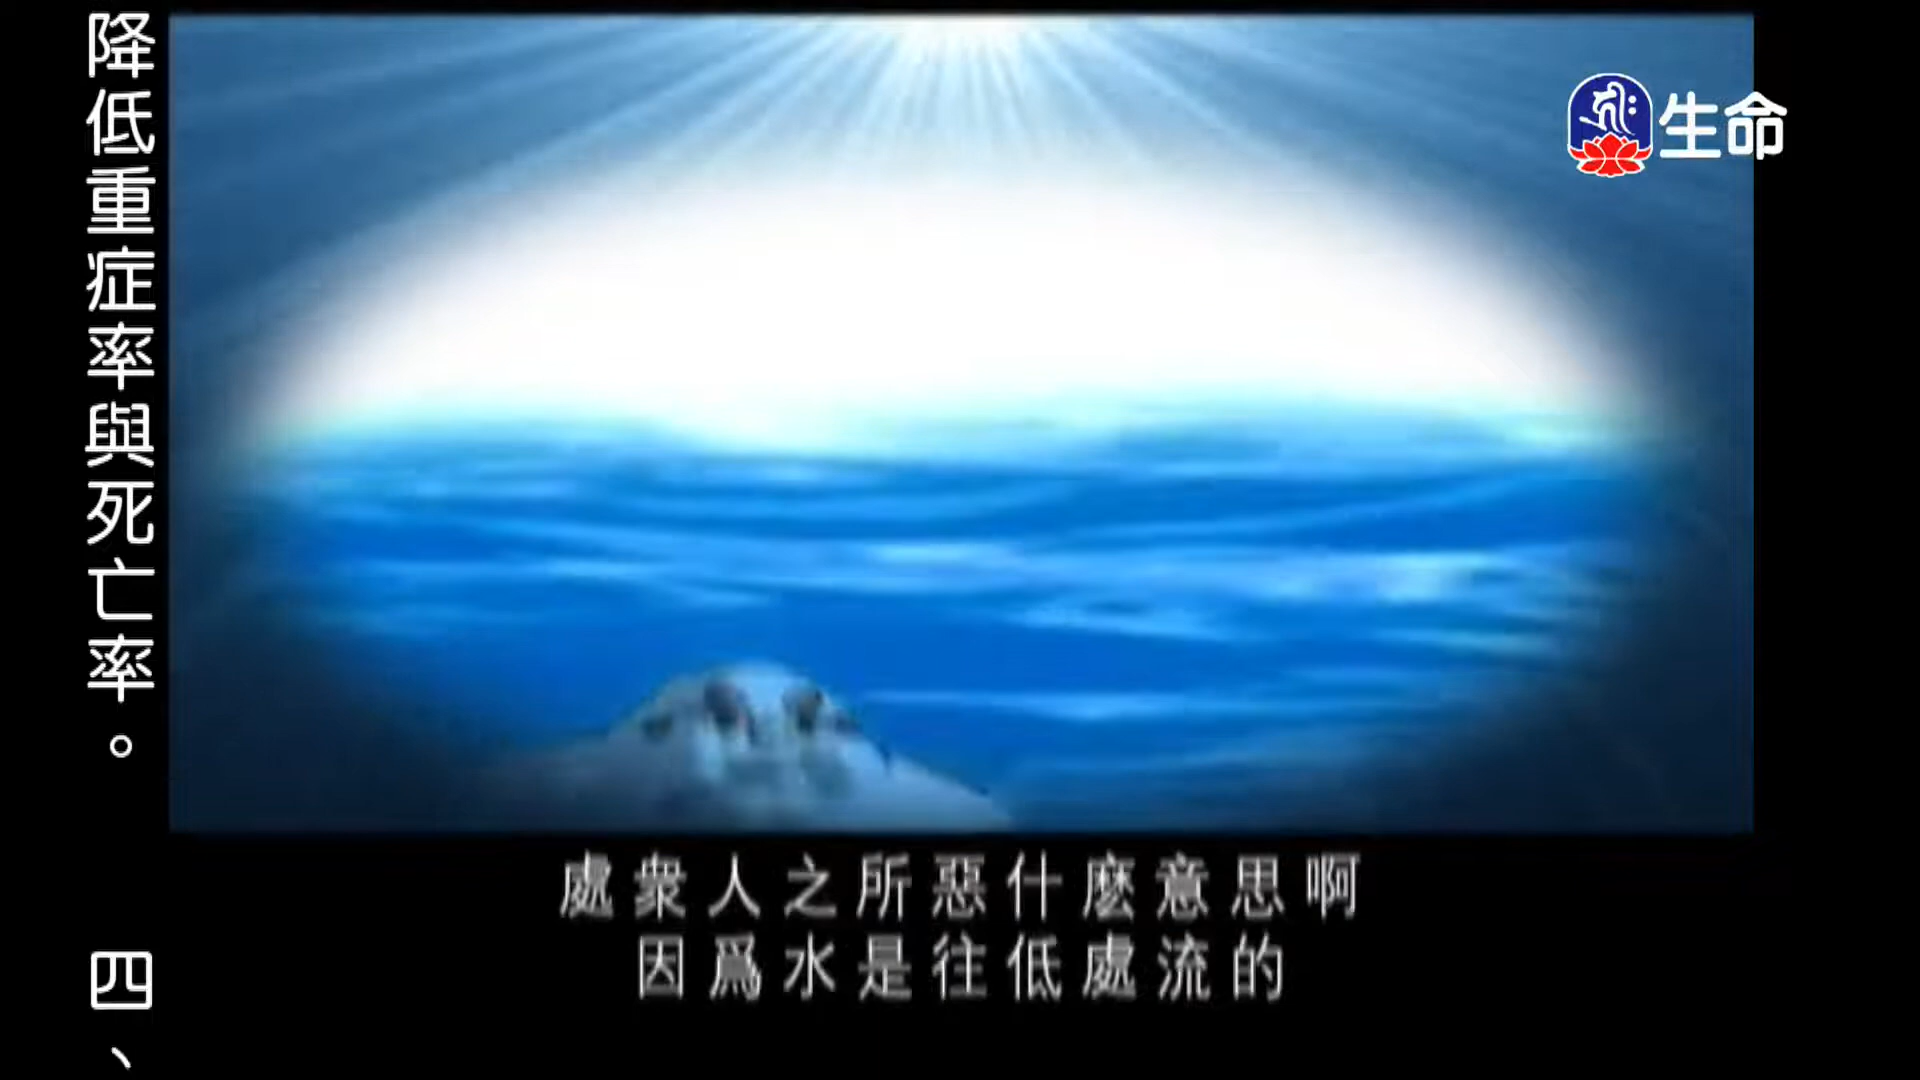 降低重症率與死亡率。 四、
生命
處衆人之所惡什麽意思啊
因爲水是往低處流的